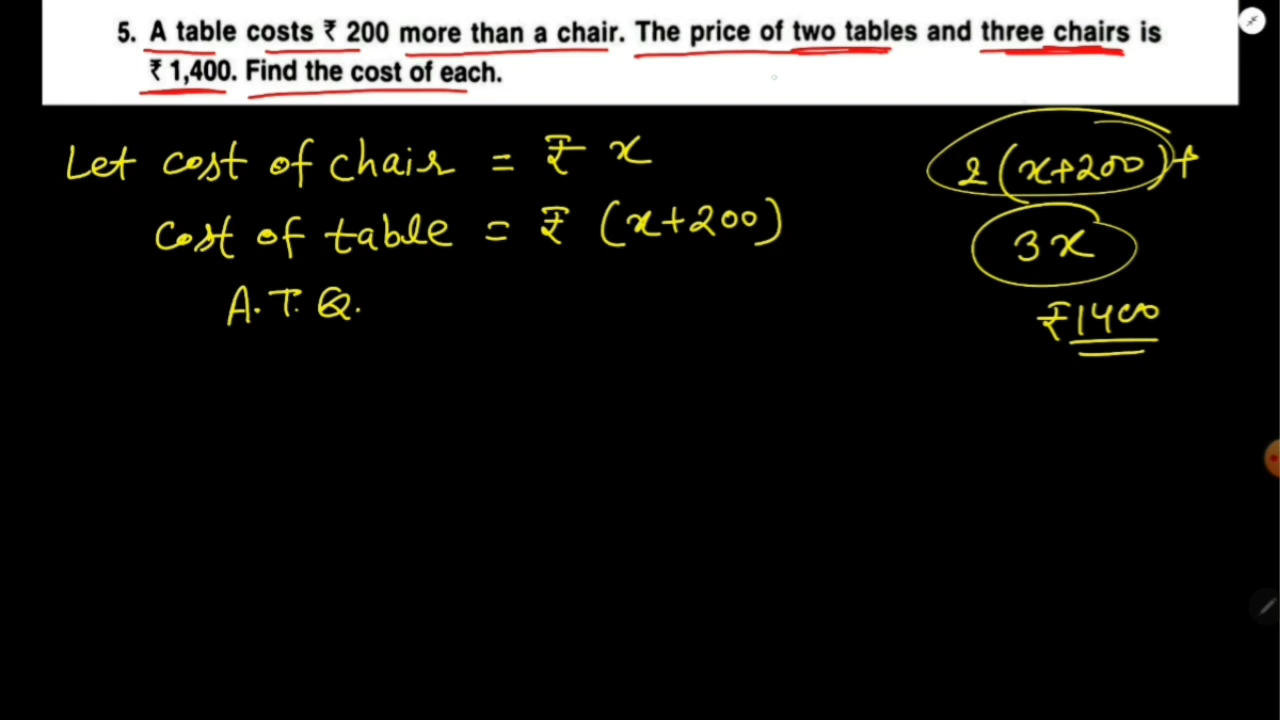 5. A table costs ₹ 200 more than a chair. The price of two tables and three chairs is
₹ 1,400. Find the cost of each.
Let cost of chair = ₹ x
cost of table = ₹ (x+200)
A.T.Q.
2(x+200)+
3x
₹1400